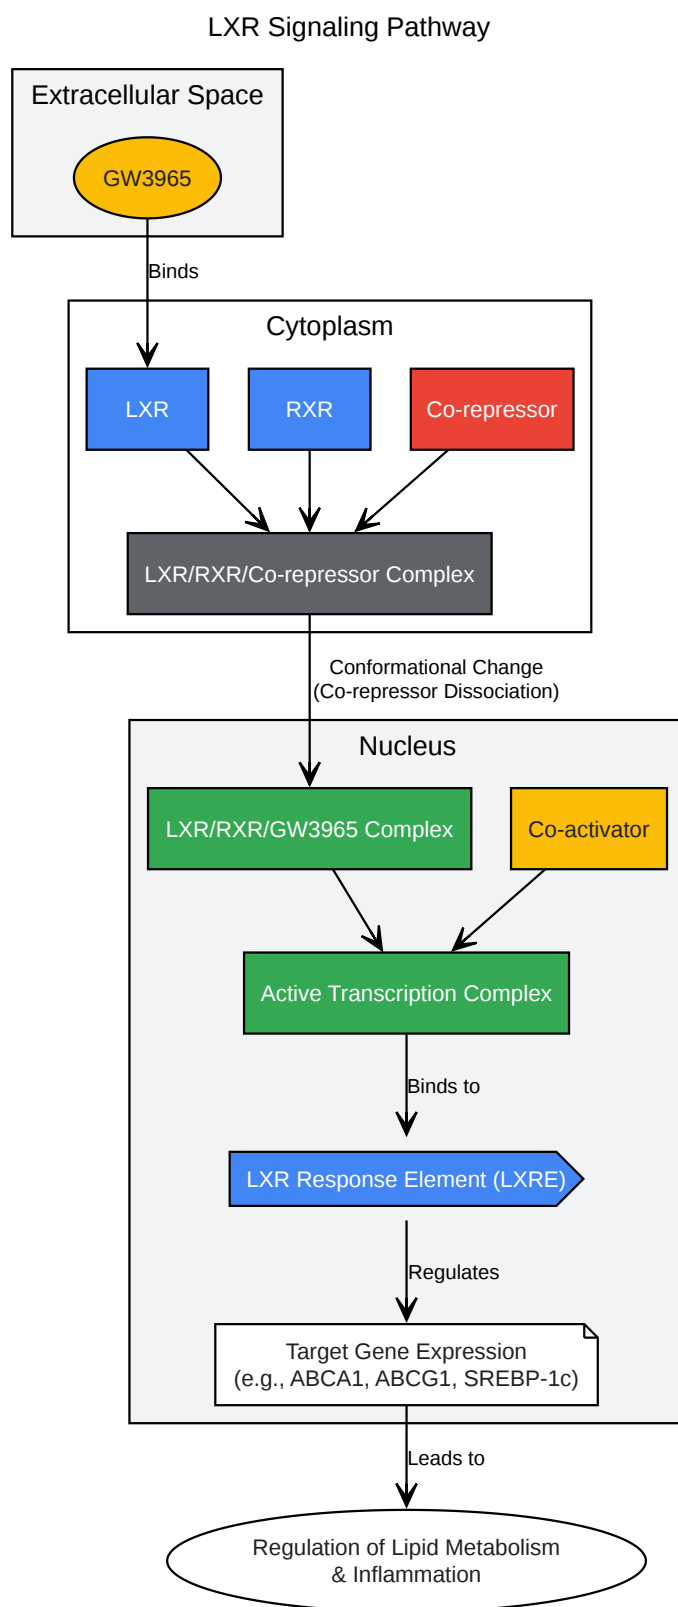 LXR Signaling Pathway
Extracellular Space
GW3965
Binds
Cytoplasm
LXR
RXR
Co-repressor
LXR/RXR/Co-repressor Complex
Conformational Change
(Co-repressor Dissociation)
Nucleus
LXR/RXR/GW3965 Complex
Co-activator
Active Transcription Complex
Binds to
LXR Response Element (LXRE)
Regulates
Target Gene Expression
(e.g., ABCA1, ABCG1, SREBP-1c)
Leads to
Regulation of Lipid Metabolism
& Inflammation